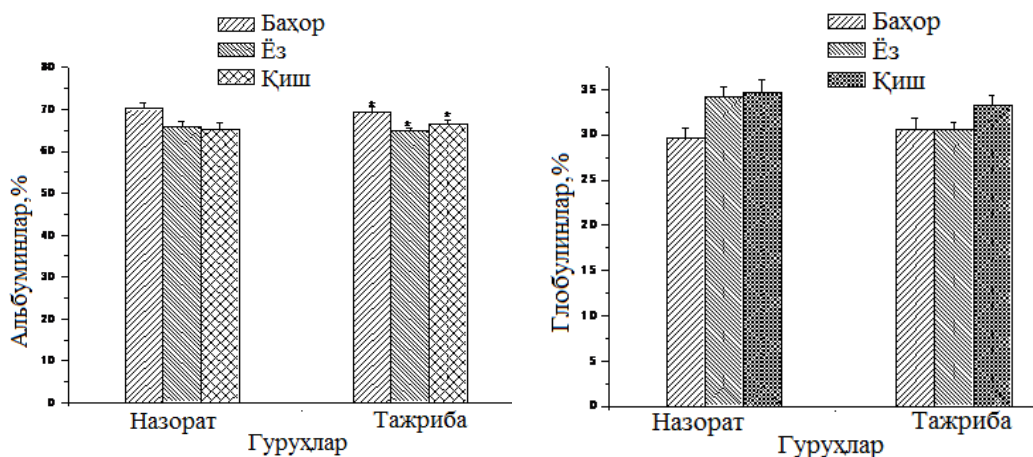 Баҳор
Ёз
Қиш
80
70
60
50
40
30
20
10
0
Альбуминлар,%
*
*
*
Назорат
Тажриба
Гуруҳлар
Баҳор
Ёз
Қиш
35
30
25
20
15
10
5
0
Глобулинлар,%
Назорат
Тажриба
Гуруҳлар